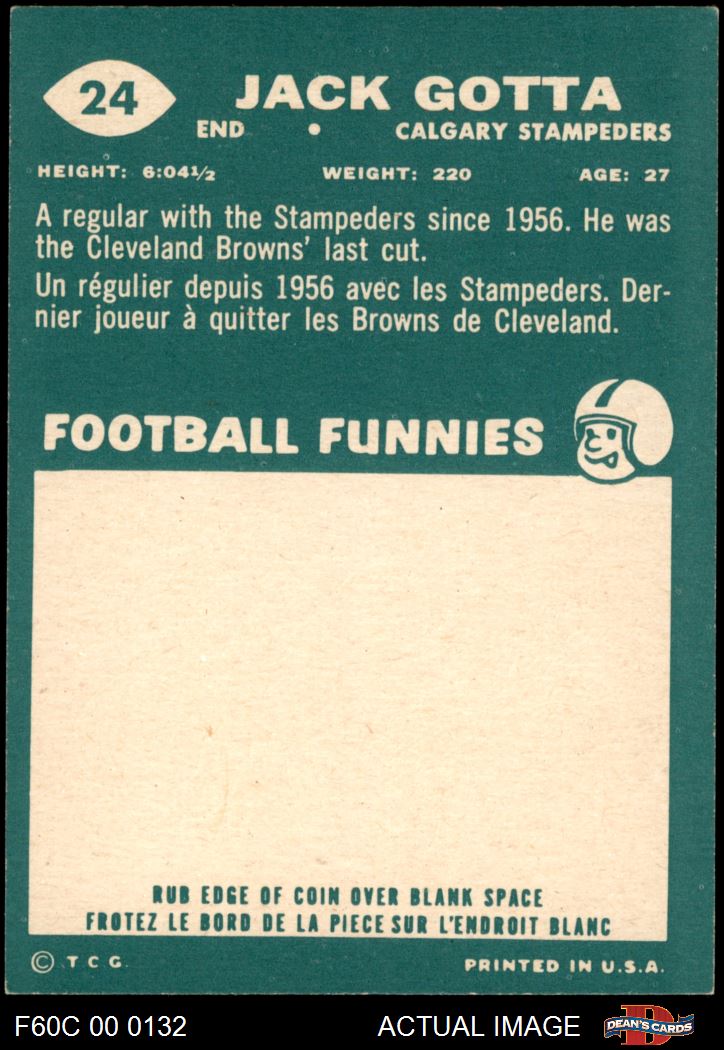 24
JACK GOTTA
END • CALGARY STAMPEDERS
HEIGHT: 6:04½ WEIGHT: 220 AGE: 27
A regular with the Stampeders since 1956. He was
the Cleveland Browns' last cut.
Un régulier depuis 1956 avec les Stampeders. Der-
nier joueur à quitter les Browns de Cleveland.
FOOTBALL FUNNIES
RUB EDGE OF COIN OVER BLANK SPACE
FROTEZ LE BORD DE LA PIECE SUR L'ENDROIT BLANC
© T C G. PRINTED IN U.S.A.
F60C 00 0132 ACTUAL IMAGE DEAN'S CARDS